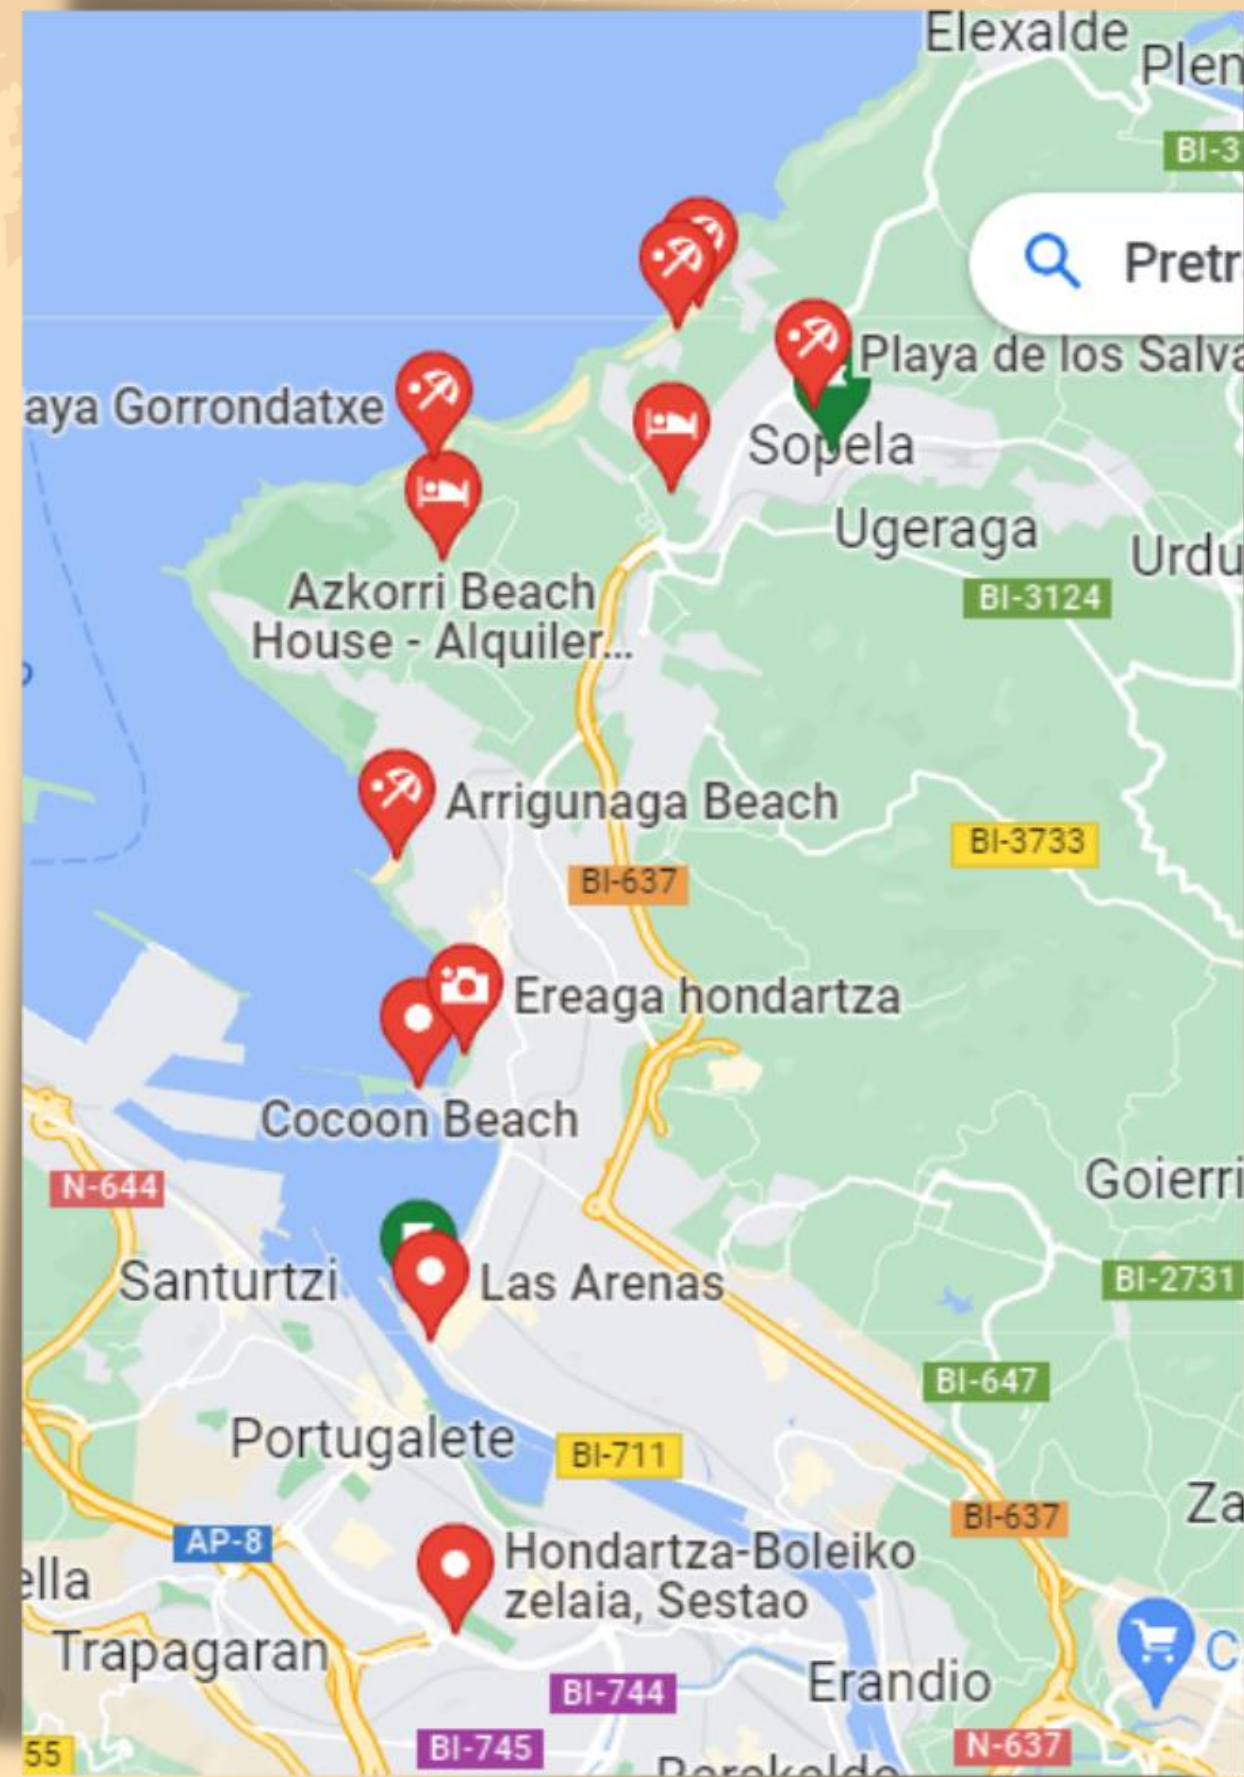 Elexalde
Plen
BI-3
Pretr
Playa de los Salva
aya Gorrondatxe
Sopela
Ugeraga
Urdu
BI-3124
Azkorri Beach
House - Alquiler...
Arrigunaga Beach
BI-3733
BI-637
Ereaga hondartza
Cocoon Beach
N-644
Goierri
Santurtzi
Las Arenas
BI-2731
BI-647
Portugalete
BI-711
Za
BI-637
AP-8
Hondartza-Boleiko
zelaia, Sestao
ella
Trapagaran
C
Erandio
BI-744
55
BI-745
N-637